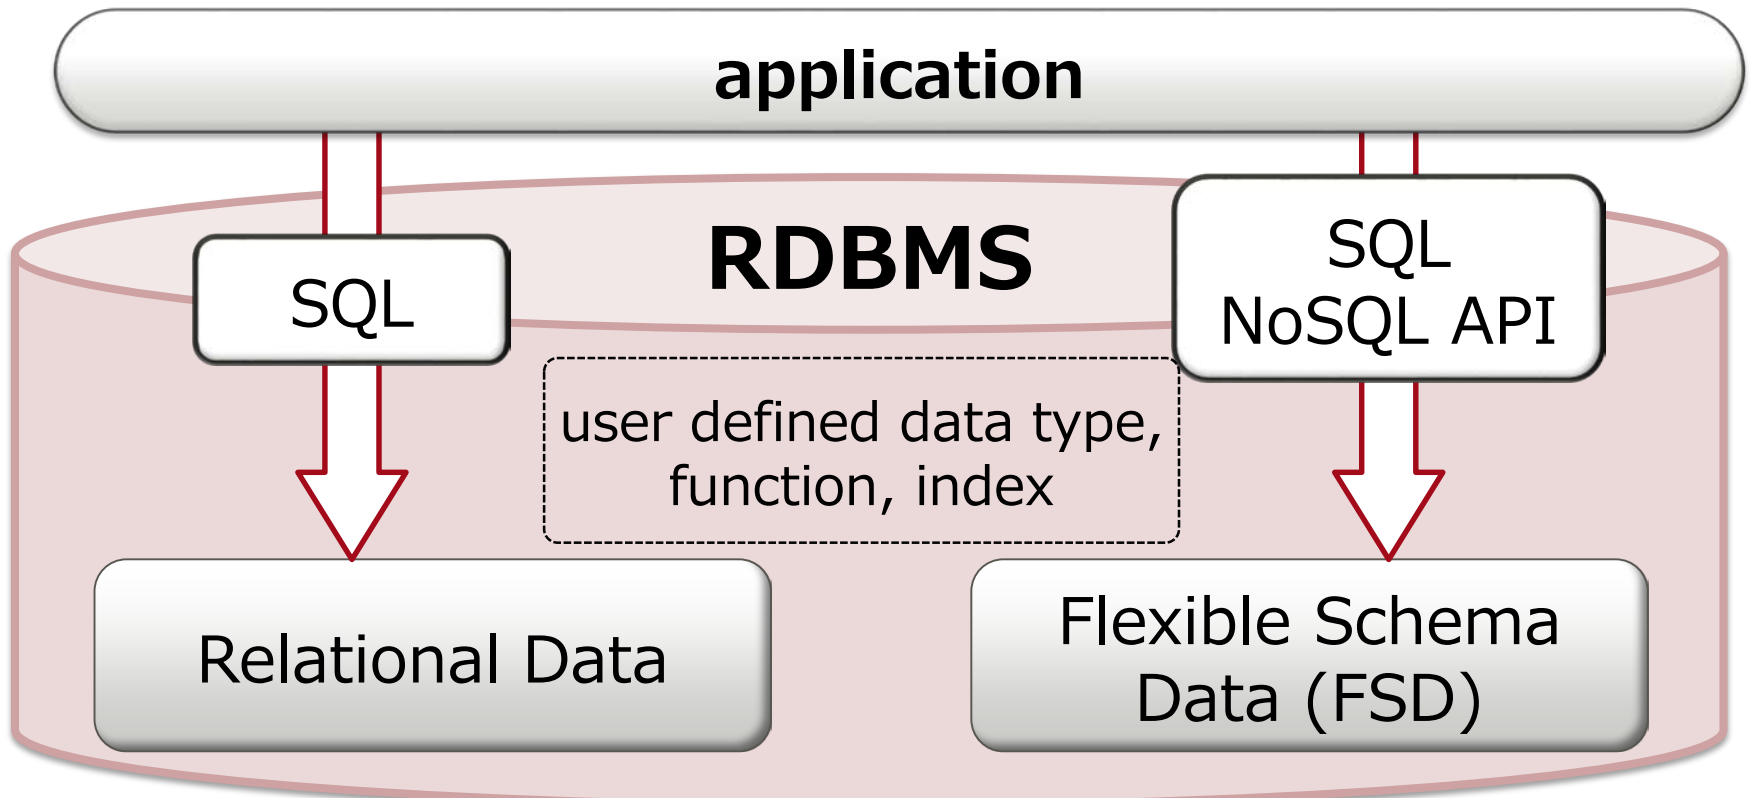 application
RDBMS
SQL
SQL
NoSQL API
user defined data type,
function, index
Relational Data
Flexible Schema
Data (FSD)